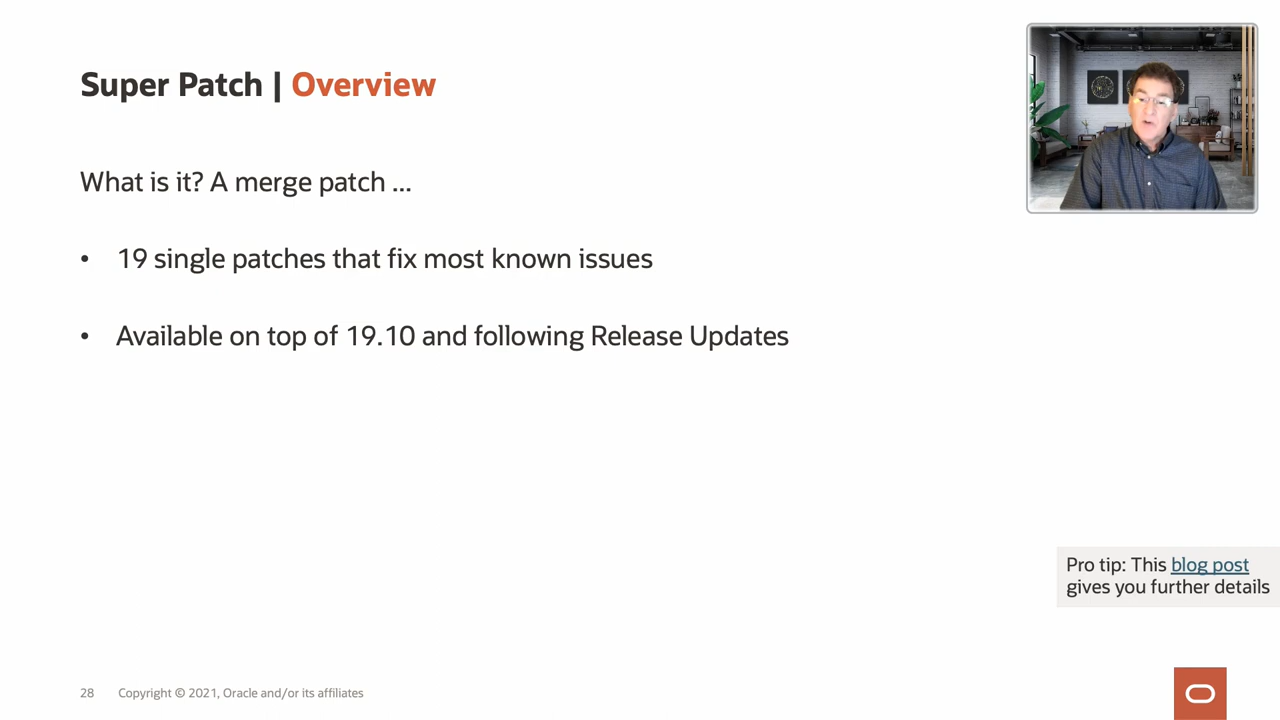 Super Patch | Overview
What is it? A merge patch ...
• 19 single patches that fix most known issues
• Available on top of 19.10 and following Release Updates
Pro tip: This blog post
gives you further details
28 Copyright © 2021, Oracle and/or its affiliates